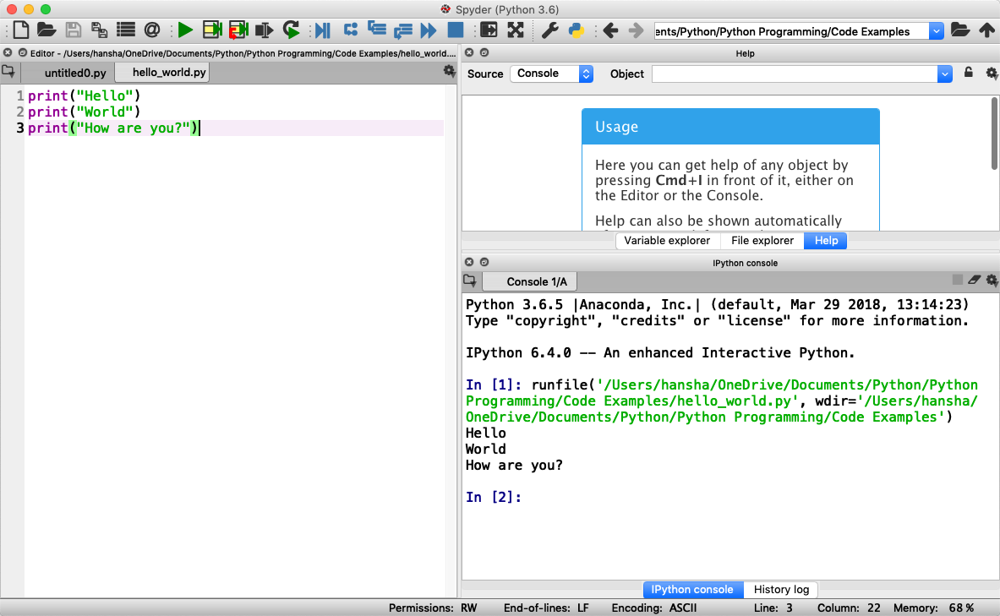 Spyder (Python 3.6)
ents/Python/Python Programming/Code Examples
Editor - /Users/hansha/OneDrive/Documents/Python/Python Programming/Code Examples/hello_world....
untitled0.py
hello_world.py
1 print("Hello")
2 print("World")
3 print("How are you?")
Help
Source
Console
Object
Usage
Here you can get help of any object by
pressing Cmd+I in front of it, either on
the Editor or the Console.
Help can also be shown automatically
Variable explorer
File explorer
Help
IPython console
Console 1/A
Python 3.6.5 |Anaconda, Inc.| (default, Mar 29 2018, 13:14:23)
Type "copyright", "credits" or "license" for more information.
IPython 6.4.0 -- An enhanced Interactive Python.
In [1]: runfile('/Users/hansha/OneDrive/Documents/Python/Python
Programming/Code Examples/hello_world.py', wdir='/Users/hansha/
OneDrive/Documents/Python/Python Programming/Code Examples')
Hello
World
How are you?
In [2]:
IPython console
History log
Permissions: RW End-of-lines: LF Encoding: ASCII Line: 3 Column: 22 Memory: 68 %